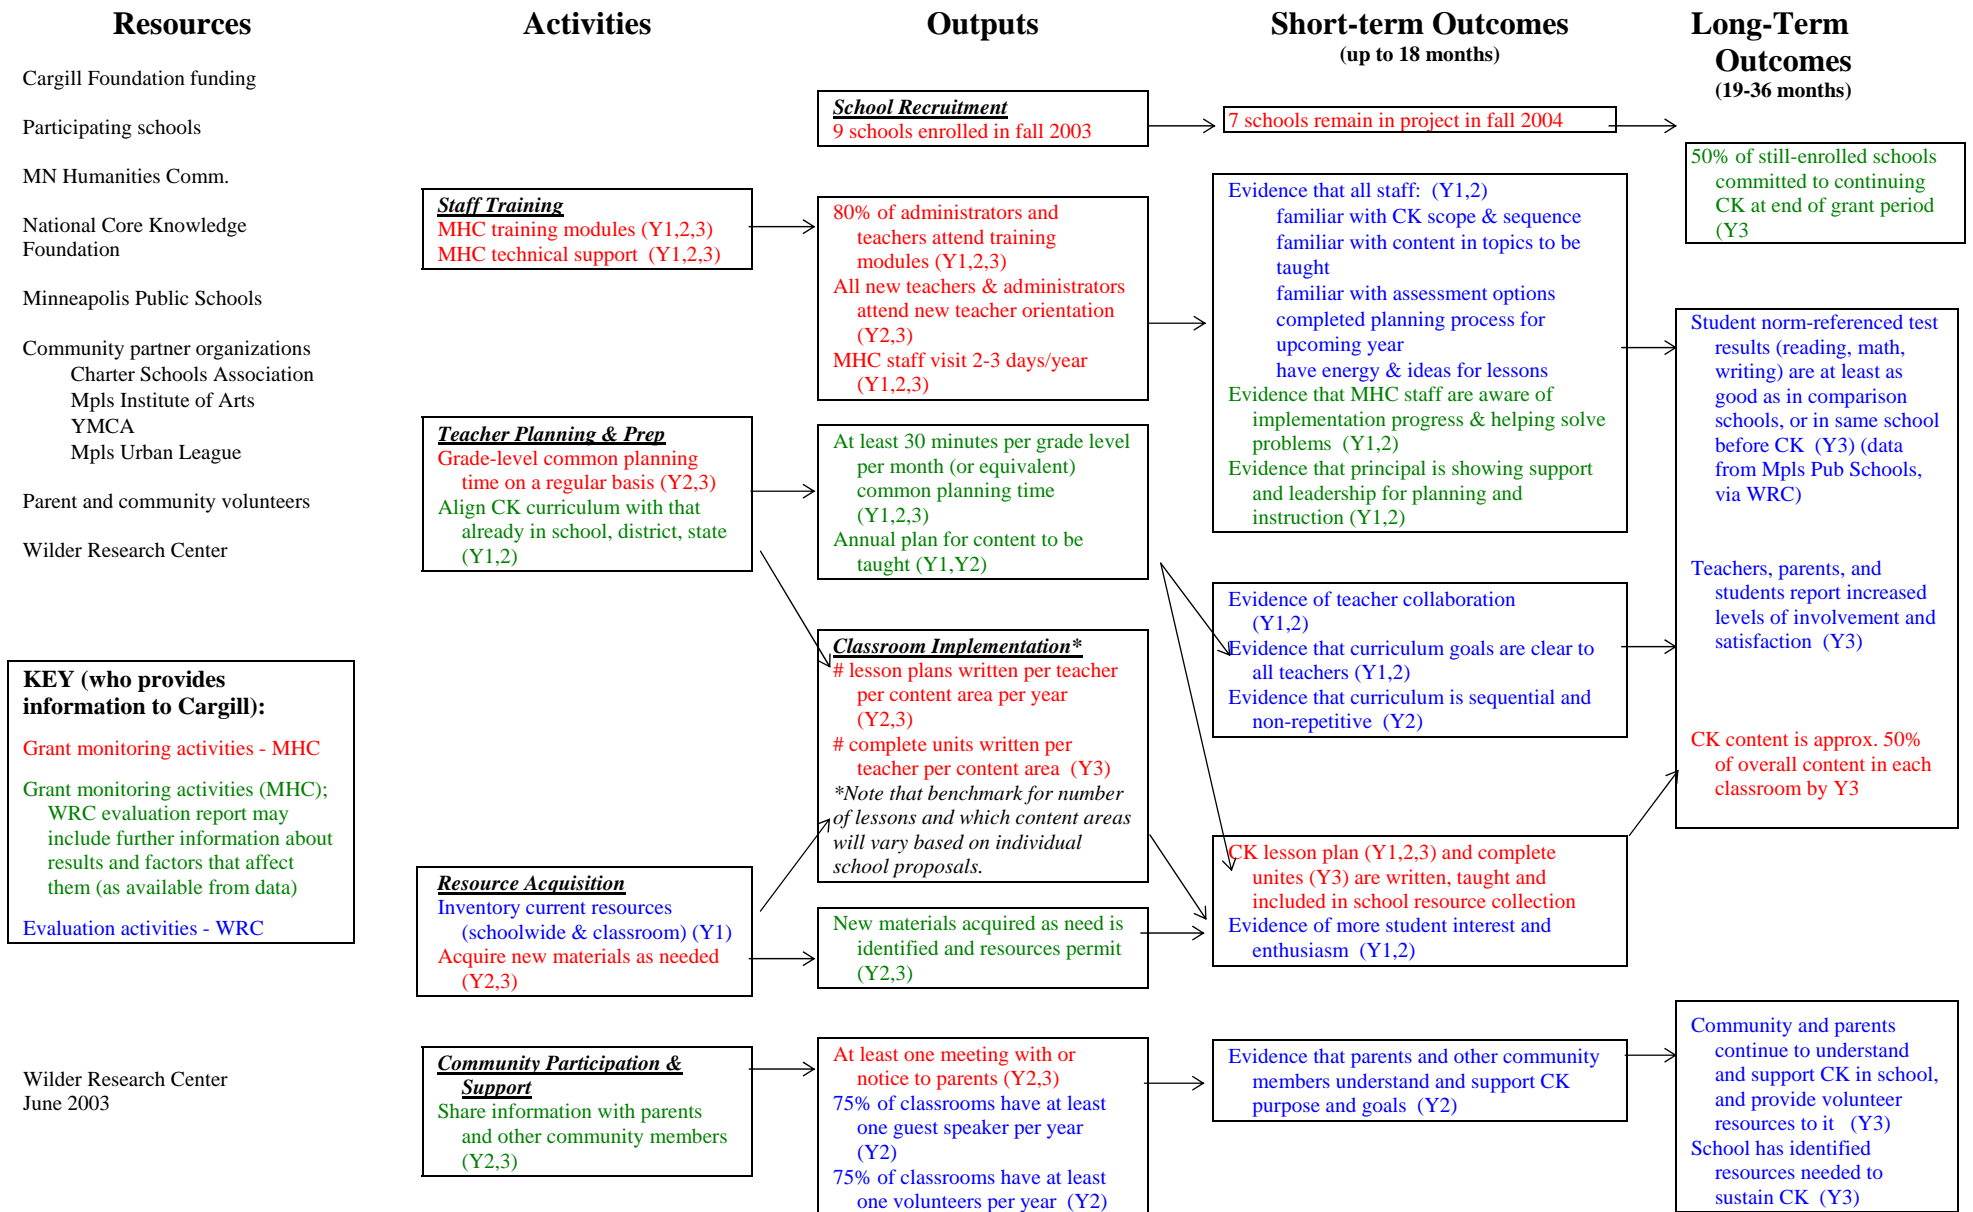 Resources
Cargill Foundation funding
Participating schools
MN Humanities Comm.
National Core Knowledge
Foundation
Minneapolis Public Schools
Community partner organizations
Charter Schools Association
Mpls Institute of Arts
YMCA
Mpls Urban League
Parent and community volunteers
Wilder Research Center
KEY (who provides
information to Cargill):
Grant monitoring activities - MHC
Grant monitoring activities (MHC);
WRC evaluation report may
include further information about
results and factors that affect
them (as available from data)
Evaluation activities - WRC
Wilder Research Center
June 2003
Activities
Staff Training
MHC training modules (Y1,2,3)
MHC technical support (Y1,2,3)
Teacher Planning & Prep
Grade-level common planning
time on a regular basis (Y2,3)
Align CK curriculum with that
already in school, district, state
(Y1,2)
Resource Acquisition
Inventory current resources
(schoolwide & classroom) (Y1)
Acquire new materials as needed
(Y2,3)
Community Participation &
Support
Share information with parents
and other community members
(Y2,3)
Outputs
School Recruitment
9 schools enrolled in fall 2003
80% of administrators and
teachers attend training
modules (Y1,2,3)
All new teachers & administrators
attend new teacher orientation
(Y2,3)
MHC staff visit 2-3 days/year
(Y1,2,3)
At least 30 minutes per grade level
per month (or equivalent)
common planning time
(Y1,2,3)
Annual plan for content to be
taught (Y1,Y2)
Classroom Implementation*
# lesson plans written per teacher
per content area per year
(Y2,3)
# complete units written per
teacher per content area (Y3)
*Note that benchmark for number
of lessons and which content areas
will vary based on individual
school proposals.
New materials acquired as need is
identified and resources permit
(Y2,3)
At least one meeting with or
notice to parents (Y2,3)
75% of classrooms have at least
one guest speaker per year
(Y2)
75% of classrooms have at least
one volunteers per year (Y2)
Short-term Outcomes
(up to 18 months)
7 schools remain in project in fall 2004
Evidence that all staff: (Y1,2)
familiar with CK scope & sequence
familiar with content in topics to be
taught
familiar with assessment options
completed planning process for
upcoming year
have energy & ideas for lessons
Evidence that MHC staff are aware of
implementation progress & helping solve
problems (Y1,2)
Evidence that principal is showing support
and leadership for planning and
instruction (Y1,2)
Evidence of teacher collaboration
(Y1,2)
Evidence that curriculum goals are clear to
all teachers (Y1,2)
Evidence that curriculum is sequential and
non-repetitive (Y2)
CK lesson plan (Y1,2,3) and complete
unites (Y3) are written, taught and
included in school resource collection
Evidence of more student interest and
enthusiasm (Y1,2)
Evidence that parents and other community
members understand and support CK
purpose and goals (Y2)
Long-Term
Outcomes
(19-36 months)
50% of still-enrolled schools
committed to continuing
CK at end of grant period
(Y3
Student norm-referenced test
results (reading, math,
writing) are at least as
good as in comparison
schools, or in same school
before CK (Y3) (data
from Mpls Pub Schools,
via WRC)
Teachers, parents, and
students report increased
levels of involvement and
satisfaction (Y3)
CK content is approx. 50%
of overall content in each
classroom by Y3
Community and parents
continue to understand
and support CK in school,
and provide volunteer
resources to it (Y3)
School has identified
resources needed to
sustain CK (Y3)